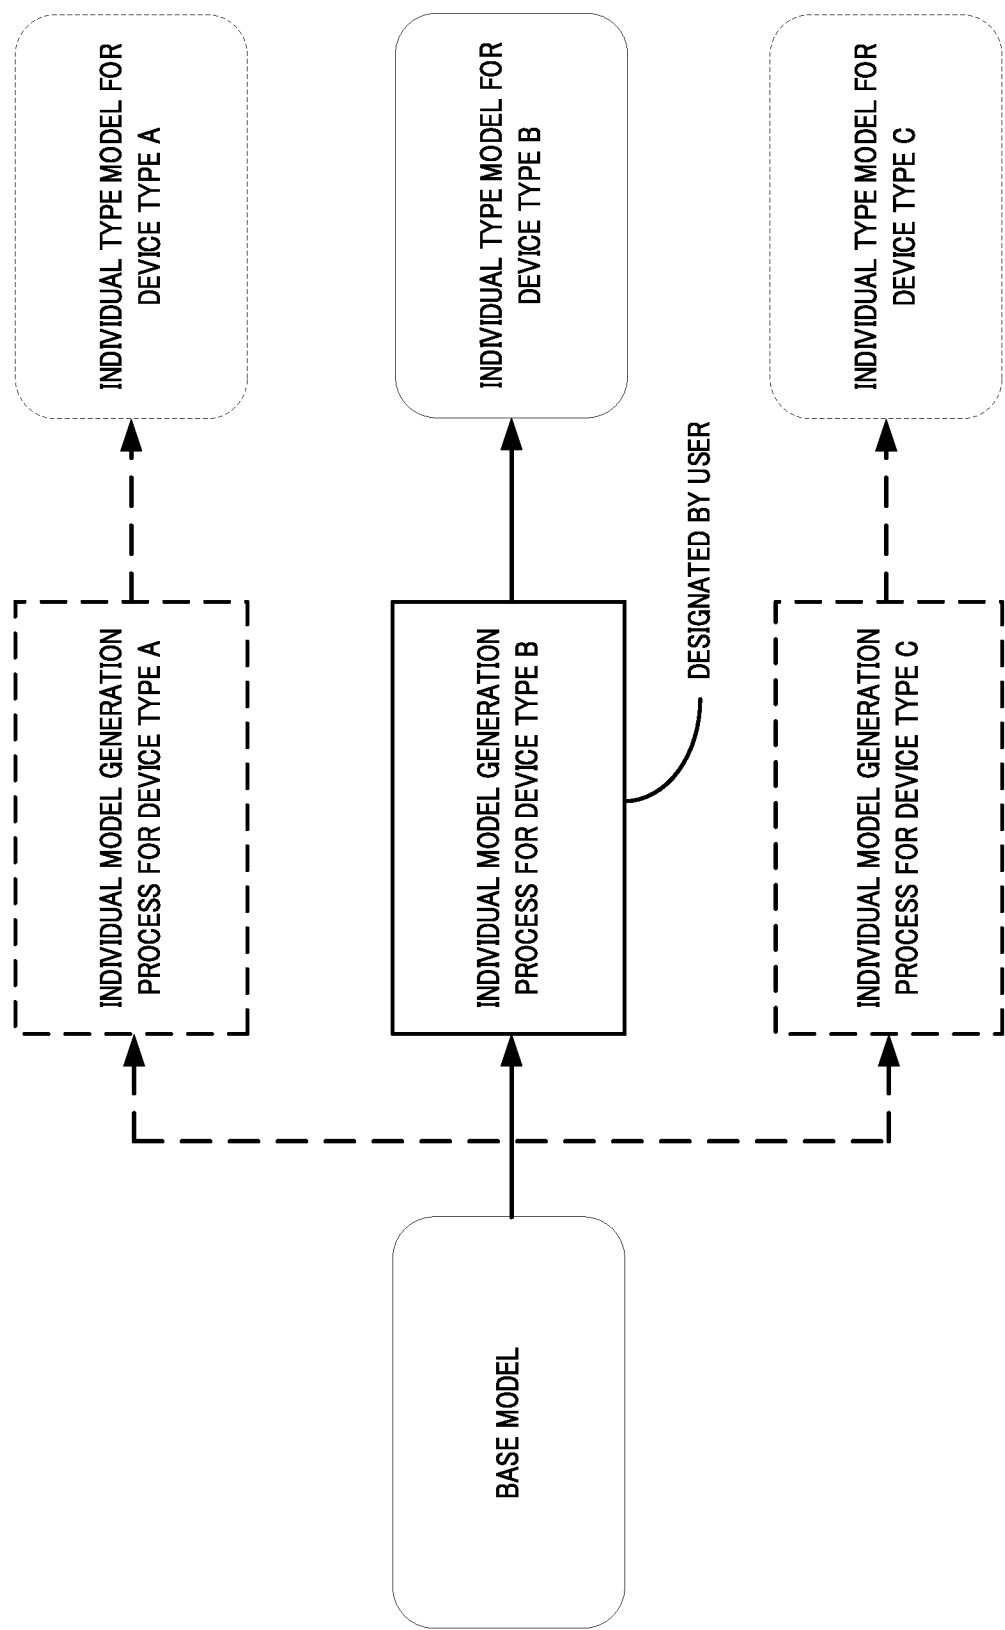 BASE MODEL
INDIVIDUAL MODEL GENERATION
PROCESS FOR DEVICE TYPE A
INDIVIDUAL TYPE MODEL FOR
DEVICE TYPE A
INDIVIDUAL MODEL GENERATION
PROCESS FOR DEVICE TYPE B
INDIVIDUAL TYPE MODEL FOR
DEVICE TYPE B
DESIGNATED BY USER
INDIVIDUAL MODEL GENERATION
PROCESS FOR DEVICE TYPE C
INDIVIDUAL TYPE MODEL FOR
DEVICE TYPE C